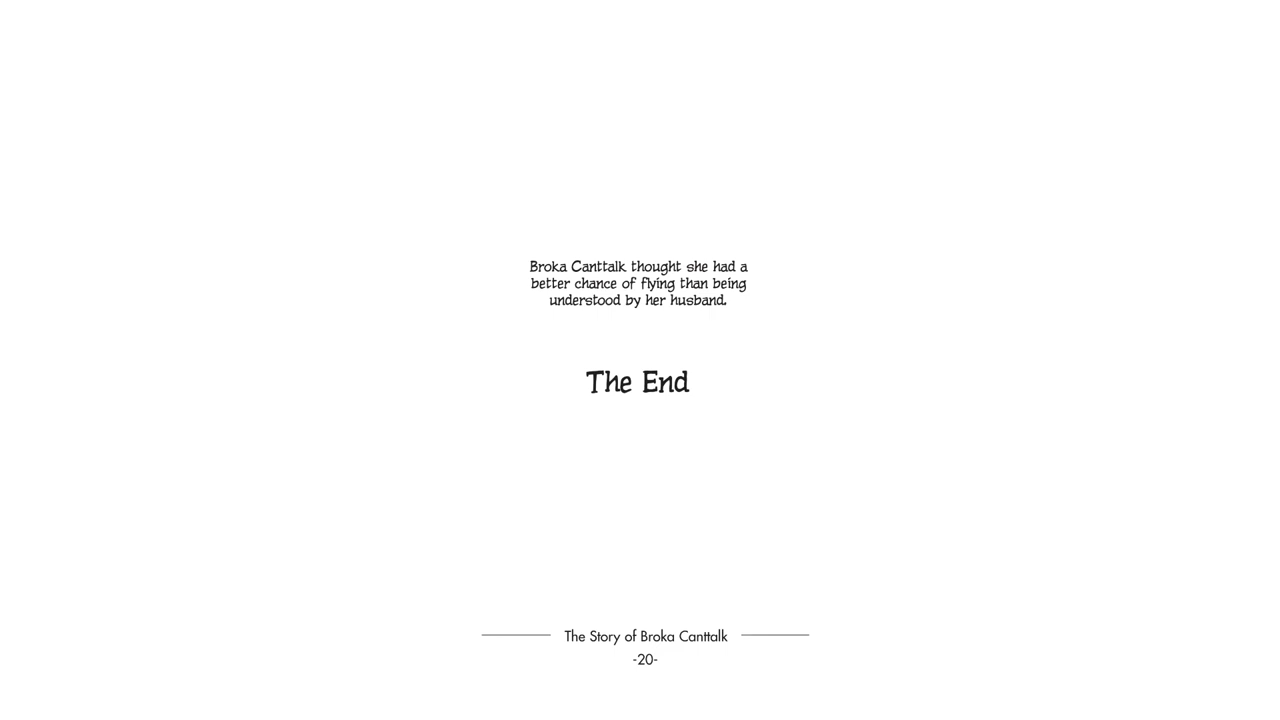 Broka Canttalk thought she had a
better chance of flying than being
understood by her husband.
The End
The Story of Broka Canttalk
-20-